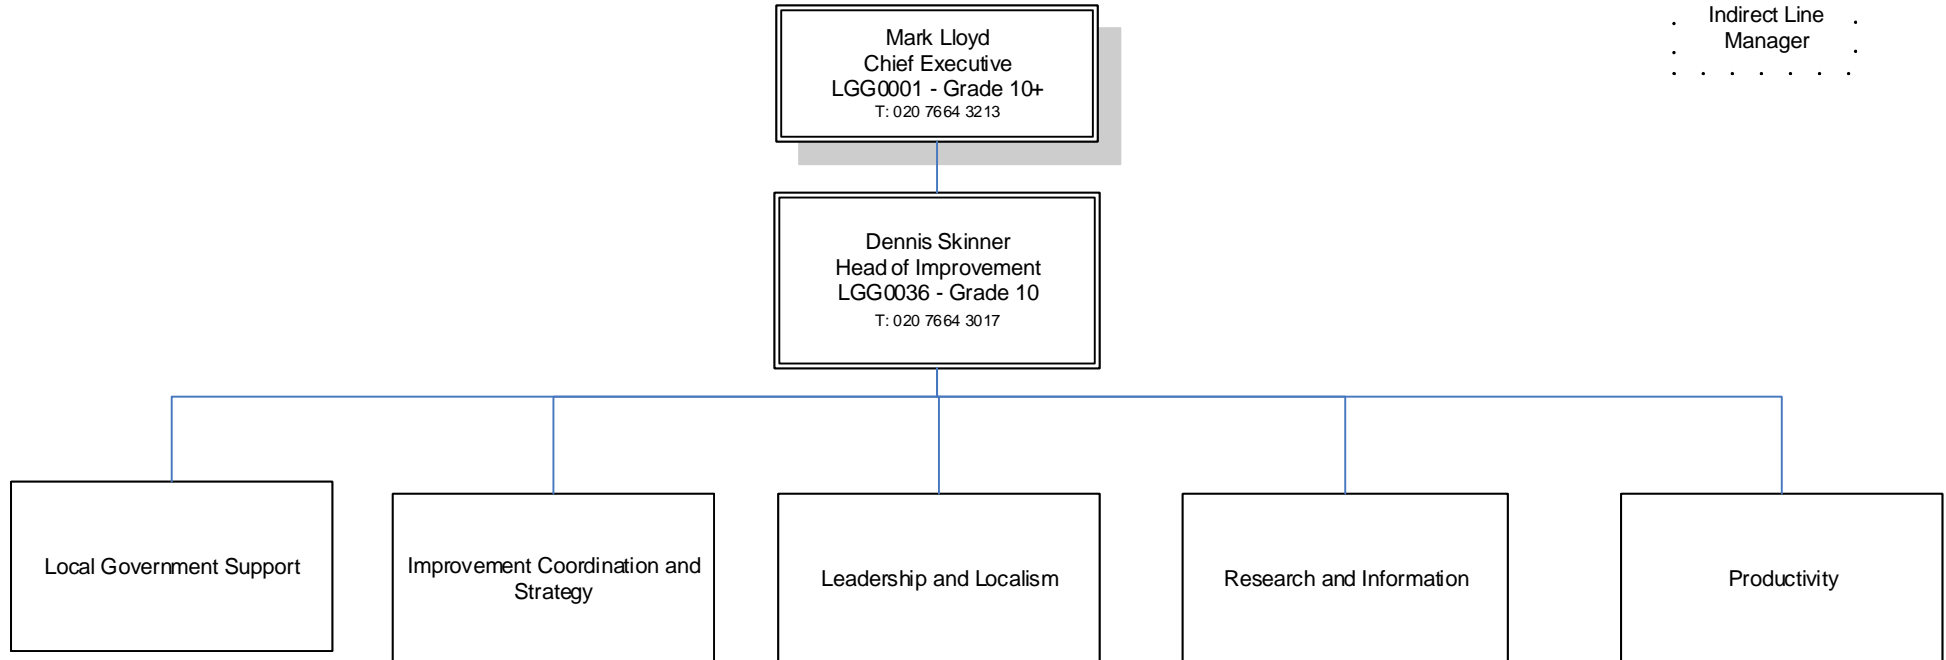 Indirect Line
Manager
Mark Lloyd
Chief Executive
LGG0001 - Grade 10+
T: 020 7664 3213
Dennis Skinner
Head of Improvement
LGG0036 - Grade 10
T: 020 7664 3017
Local Government Support
Improvement Coordination and
Strategy
Leadership and Localism
Research and Information
Productivity